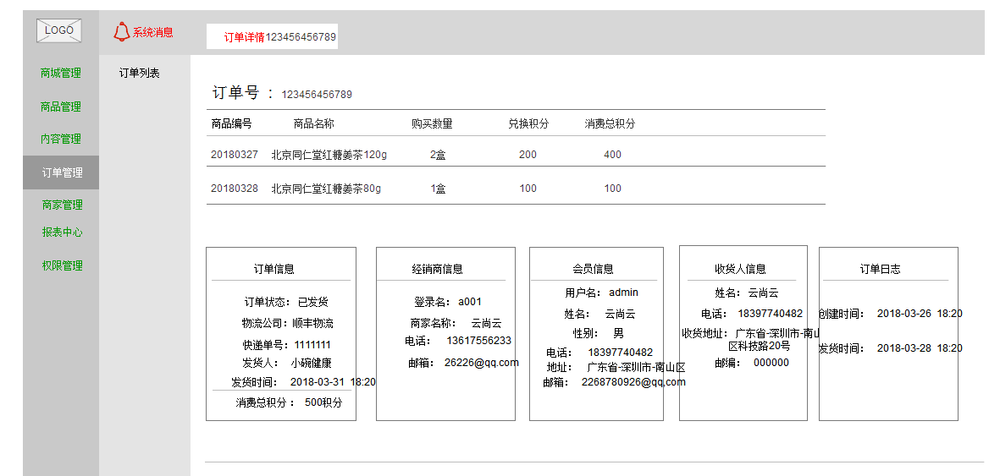 LOGO
系统消息
订单详情123456456789
商城管理
商品管理
内容管理
订单管理
商家管理
报表中心
权限管理
订单列表
订单号 : 123456456789
商品编号 商品名称 购买数量 兑换积分 消费总积分
20180327 北京同仁堂红糖姜茶120g 2盒 200 400
20180328 北京同仁堂红糖姜茶80g 1盒 100 100
订单信息
订单状态: 已发货
物流公司: 顺丰物流
快递单号: 1111111
发货人: 小碗健康
发货时间: 2018-03-31 18:20
消费总积分: 500积分
经销商信息
登录名: a001
商家名称: 云尚云
电话: 13617556233
邮箱: 26226@qq.com
会员信息
用户名: admin
姓名: 云尚云
性别: 男
电话: 18397740482
地址: 广东省-深圳市-南山区
邮箱: 2268780926@qq,com
收货人信息
姓名: 云尚云
电话: 18397740482
收货地址: 广东省-深圳市-南山
区科技路20号
邮编: 000000
订单日志
创建时间: 2018-03-26 18:20
发货时间: 2018-03-28 18:20